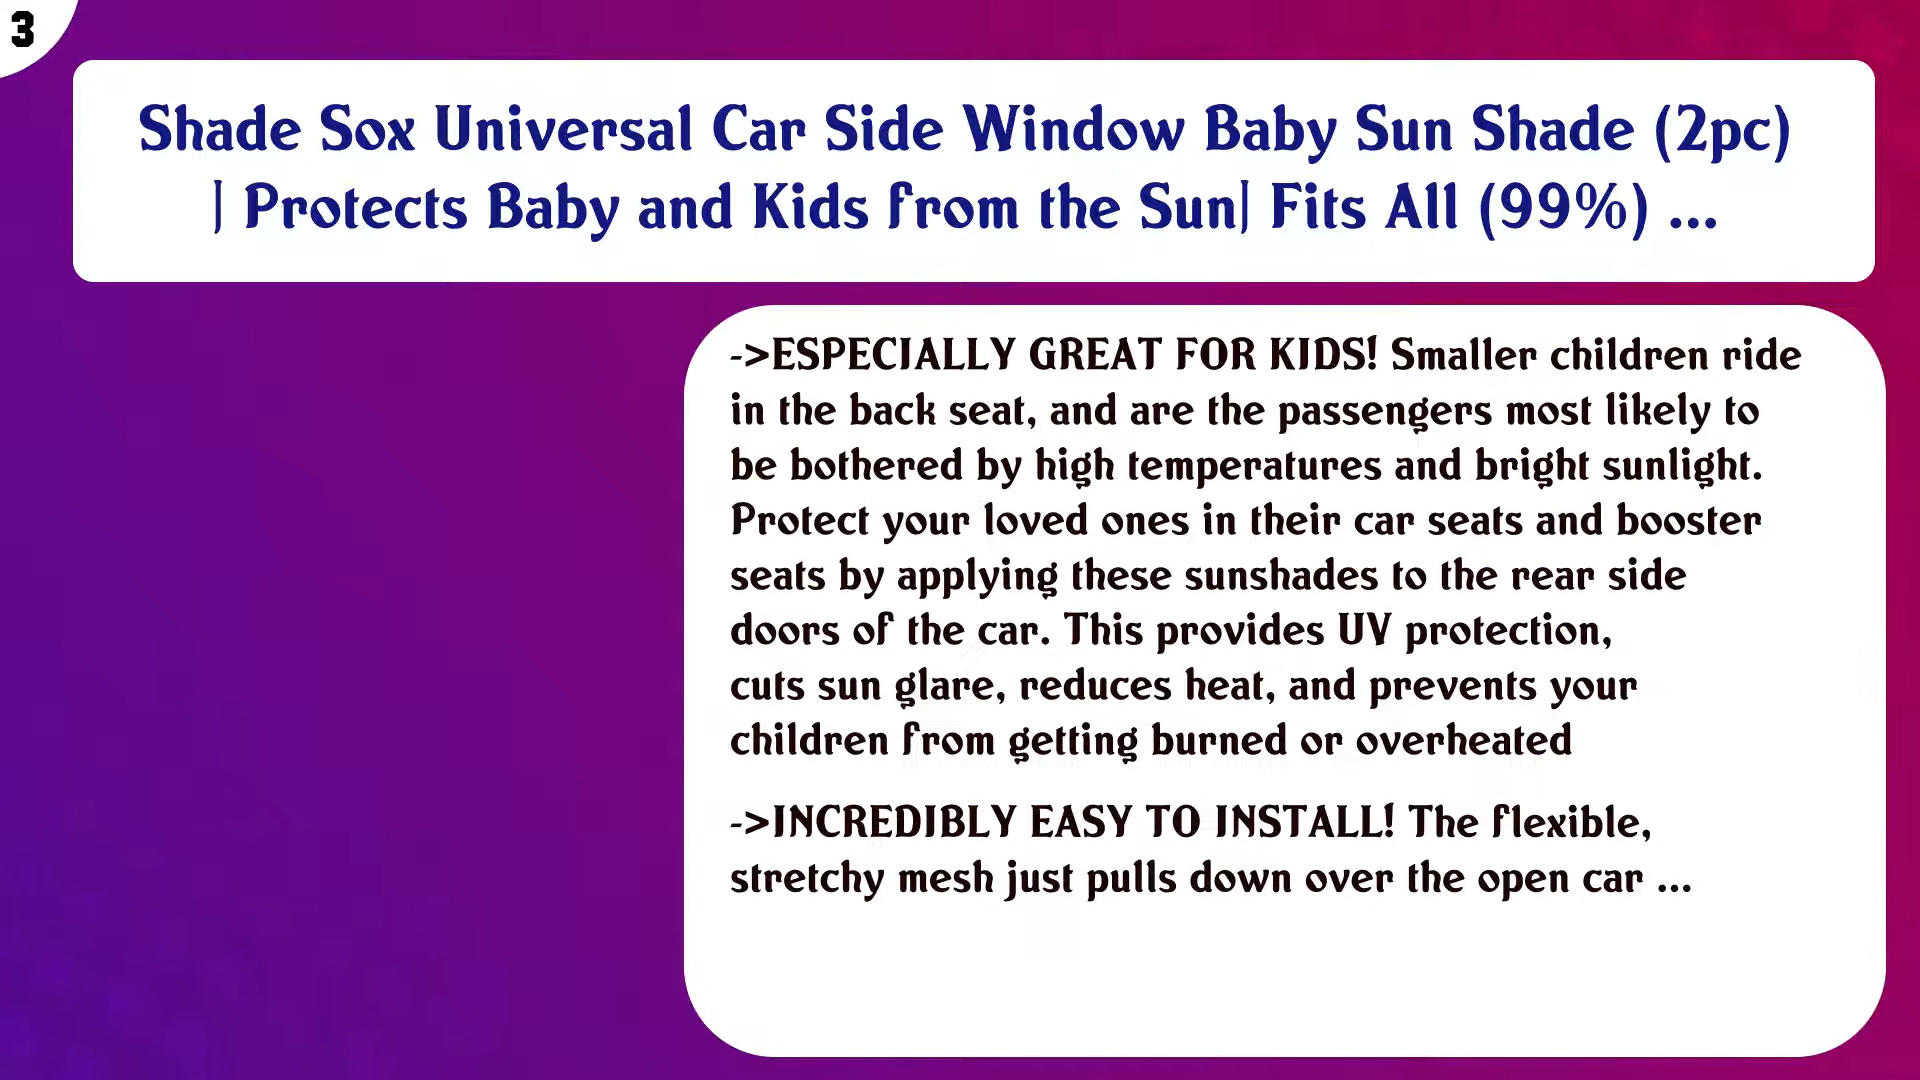 3
Shade Sox Universal Car Side Window Baby Sun Shade (2pc)
| Protects Baby and Kids from the Sun| Fits All (99%) ...
->ESPECIALLY GREAT FOR KIDS! Smaller children ride
in the back seat, and are the passengers most likely to
be bothered by high temperatures and bright sunlight.
Protect your loved ones in their car seats and booster
seats by applying these sunshades to the rear side
doors of the car. This provides UV protection,
cuts sun glare, reduces heat, and prevents your
children from getting burned or overheated
->INCREDIBLY EASY TO INSTALL! The flexible,
stretchy mesh just pulls down over the open car ...